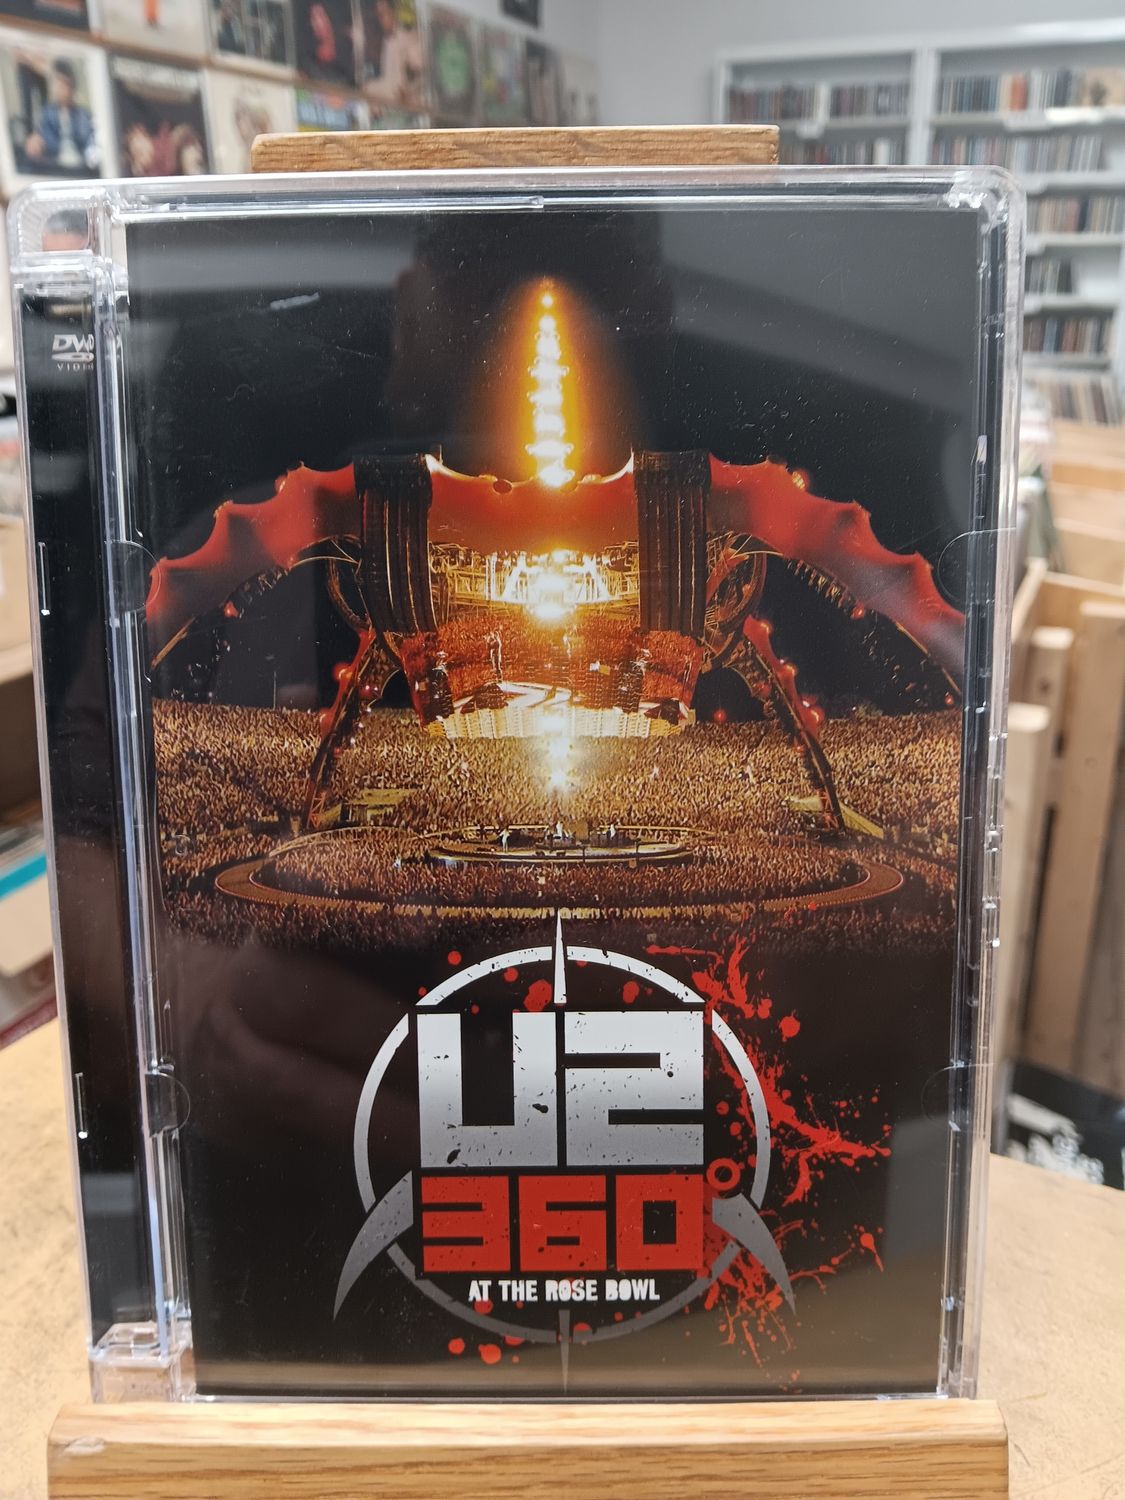 DVD
VIDEO
U2
360°
AT THE ROSE BOWL